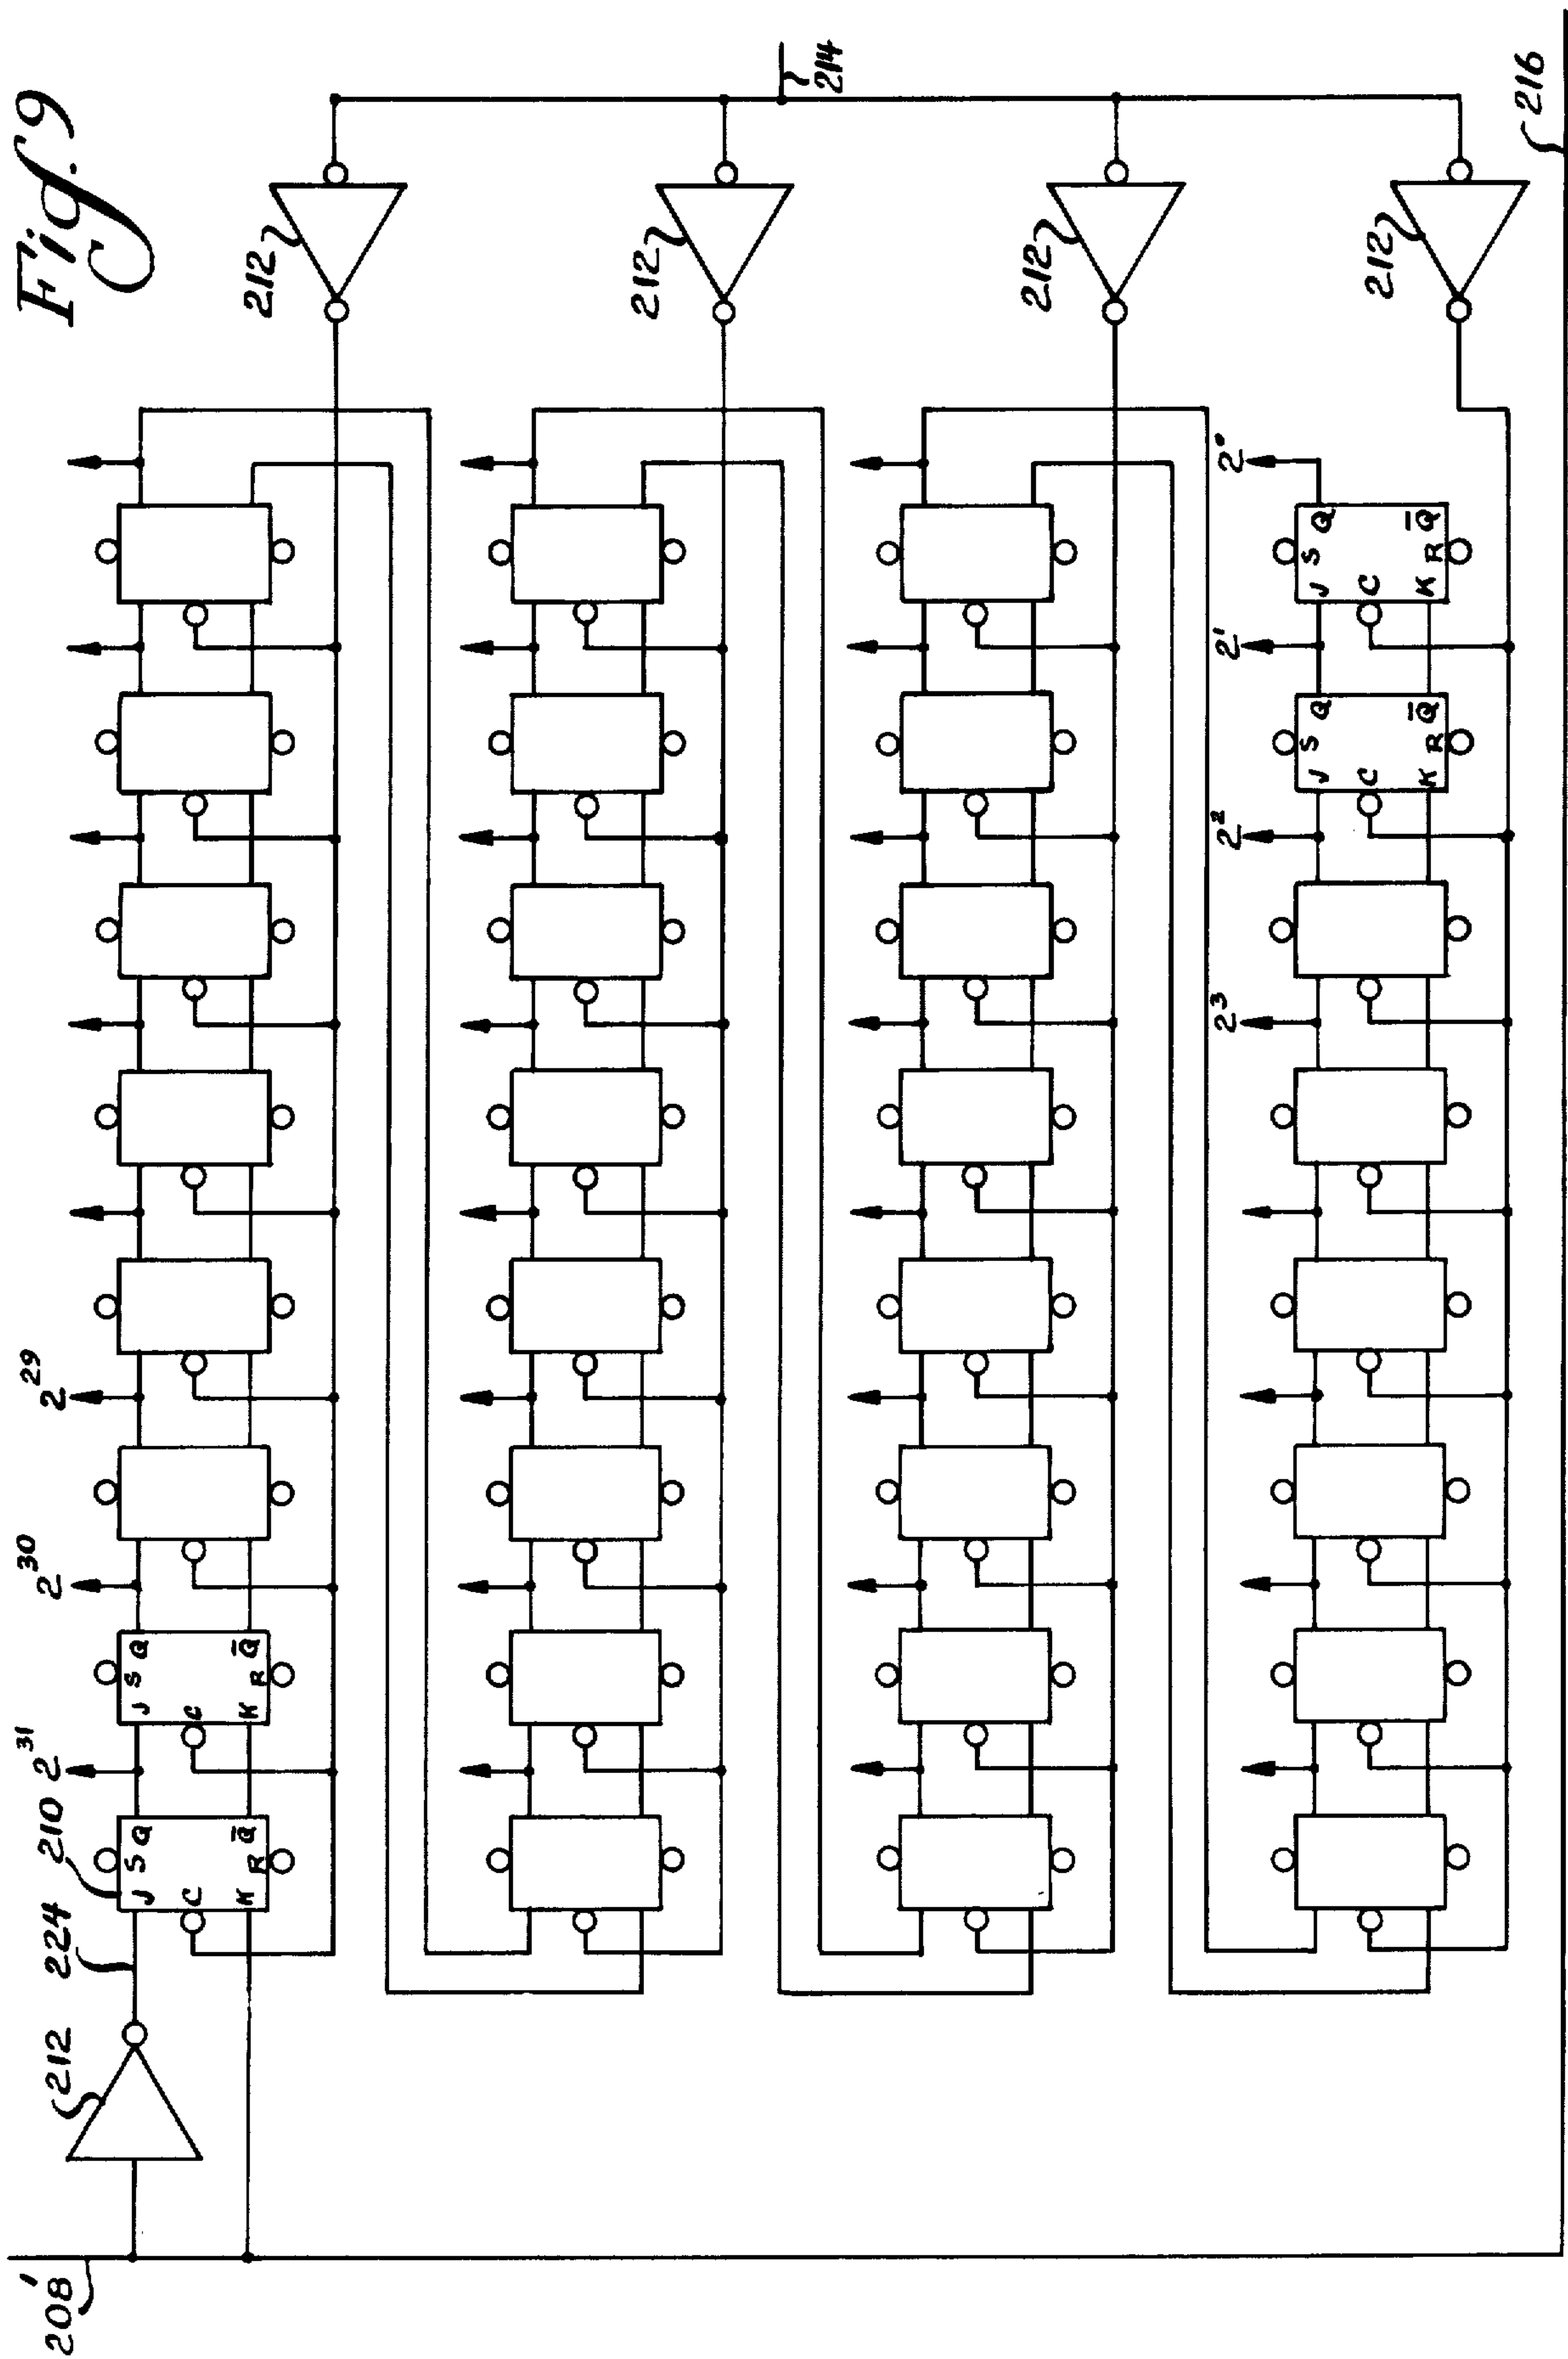 Fig. 9
208'
212
224
210
2³¹
2³⁰
2²⁹
J S Q
C
K R Q̅
J S Q
C
K R Q̅
212
212
212
212
214
2³
2²
2¹
2⁰
J S Q
C
K R Q̅
J S Q
C
K R Q̅
216